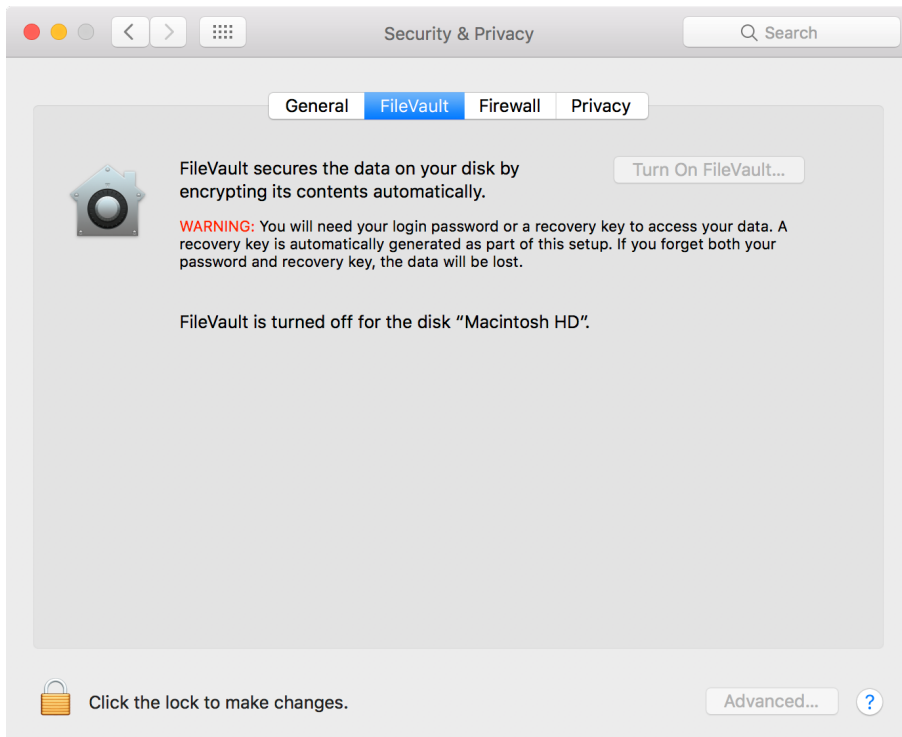 Security & Privacy
Search
General
FileVault
Firewall
Privacy
FileVault secures the data on your disk by
encrypting its contents automatically.
Turn On FileVault...
WARNING: You will need your login password or a recovery key to access your data. A
recovery key is automatically generated as part of this setup. If you forget both your
password and recovery key, the data will be lost.
FileVault is turned off for the disk “Macintosh HD”.
Click the lock to make changes.
Advanced...
?